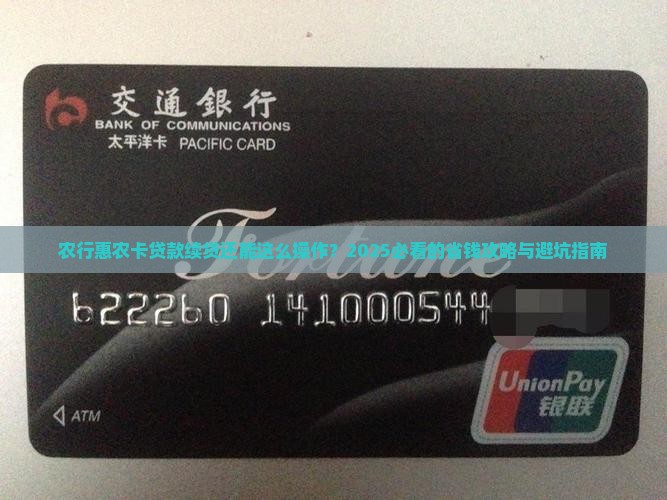 交通銀行
BANK OF COMMUNICATIONS
太平洋卡 PACIFIC CARD
Fortune
农行惠农卡贷款续贷还能这么操作?2025必看的省钱攻略与避坑指南
622260 141000544
UnionPay
银联
ATM